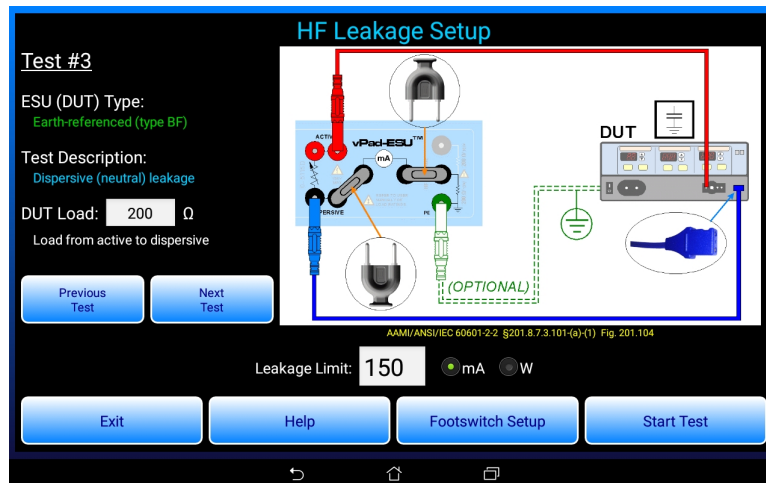 HF Leakage Setup
Test #3
ESU (DUT) Type:
Earth-referenced (type BF)
Test Description:
Dispersive (neutral) leakage
DUT Load: 200 Ω
Load from active to dispersive
Previous
Test
Next
Test
vPad-ESU™
mA
PE
DUT
(OPTIONAL)
AAMI/ANSI/IEC 60601-2-2 §201.8.7.3.101-(a)-(1) Fig. 201.104
Leakage Limit: 150 mA W
Exit
Help
Footswitch Setup
Start Test